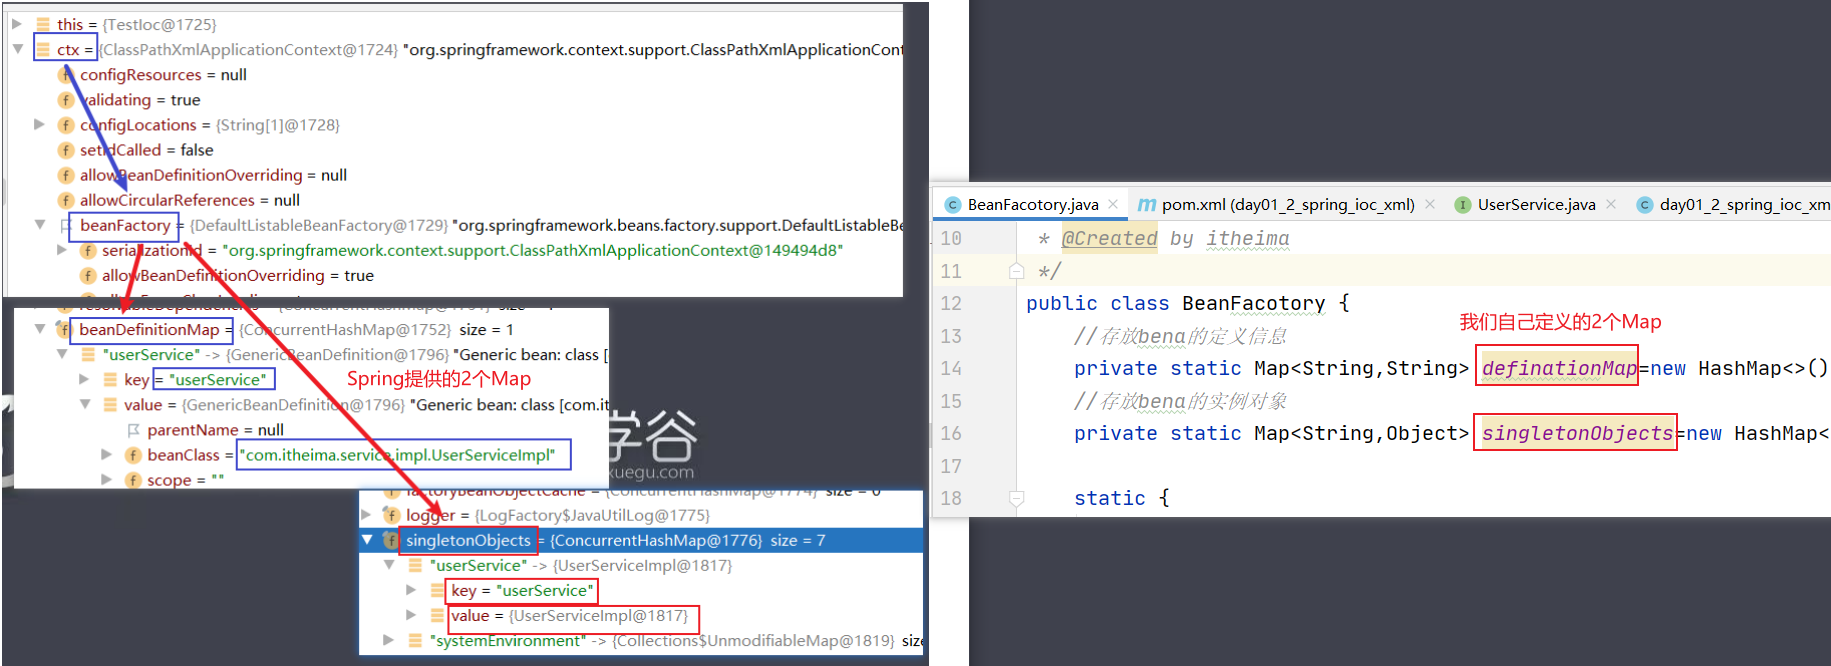 this = {TestIoc@1725}
ctx = {ClassPathXmlApplicationContext@1724} "org.springframework.context.support.ClassPathXmlApplicationCont
configResources = null
validating = true
configLocations = {String[1]@1728}
setIdCalled = false
allowBeanDefinitionOverriding = null
allowCircularReferences = null
beanFactory = {DefaultListableBeanFactory@1729} "org.springframework.beans.factory.support.DefaultListableBea
serializationId = "org.springframework.context.support.ClassPathXmlApplicationContext@149494d8"
allowBeanDefinitionOverriding = true
beanDefinitionMap = {ConcurrentHashMap@1752} size = 1
"userService" -> {GenericBeanDefinition@1796} "Generic bean: class [
key = "userService"
Spring提供的2个Map
value = {GenericBeanDefinition@1796} "Generic bean: class [com.it
parentName = null
beanClass = "com.itheima.service.impl.UserServiceImpl"
scope = ""
学谷
xuegu.com
factoryBeanObjectCache = {ConcurrentHashMap@1774} size = 0
logger = {LogFactory$JavaUtilLog@1775}
singletonObjects = {ConcurrentHashMap@1776} size = 7
"userService" -> {UserServiceImpl@1817}
key = "userService"
value = {UserServiceImpl@1817}
"systemEnvironment" -> {Collections$UnmodifiableMap@1819} size
BeanFacotory.java pom.xml (day01_2_spring_ioc_xml) UserService.java day01_2_spring_ioc_xm
10 * @Created by itheima
11 */
12 public class BeanFacotory {
我们自己定义的2个Map
13 //存放bena的定义信息
14 private static Map<String,String> definationMap=new HashMap<>()
15 //存放bena的实例对象
16 private static Map<String,Object> singletonObjects=new HashMap<
17
18 static {